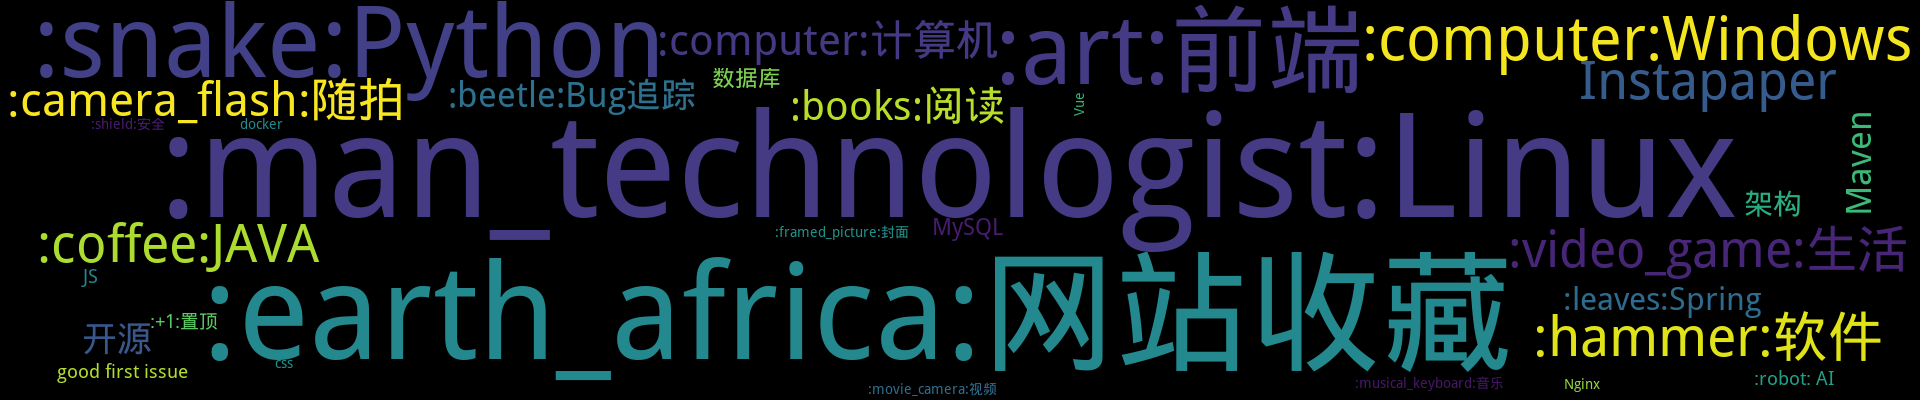 :snake:Python
:computer:计算机
:art:前端
:computer:Windows
:camera_flash:随拍
:beetle:Bug追踪
数据库
:books:阅读
Vue
Instapaper
:shield:安全
docker
:man_technologist:Linux
Maven
架构
:coffee:JAVA
:framed_picture:封面
MySQL
:video_game:生活
JS
:earth_africa:网站收藏
:leaves:Spring
开源
:+1:置顶
:hammer:软件
css
good first issue
:movie_camera:视频
:musical_keyboard:音乐
Nginx
:robot: AI